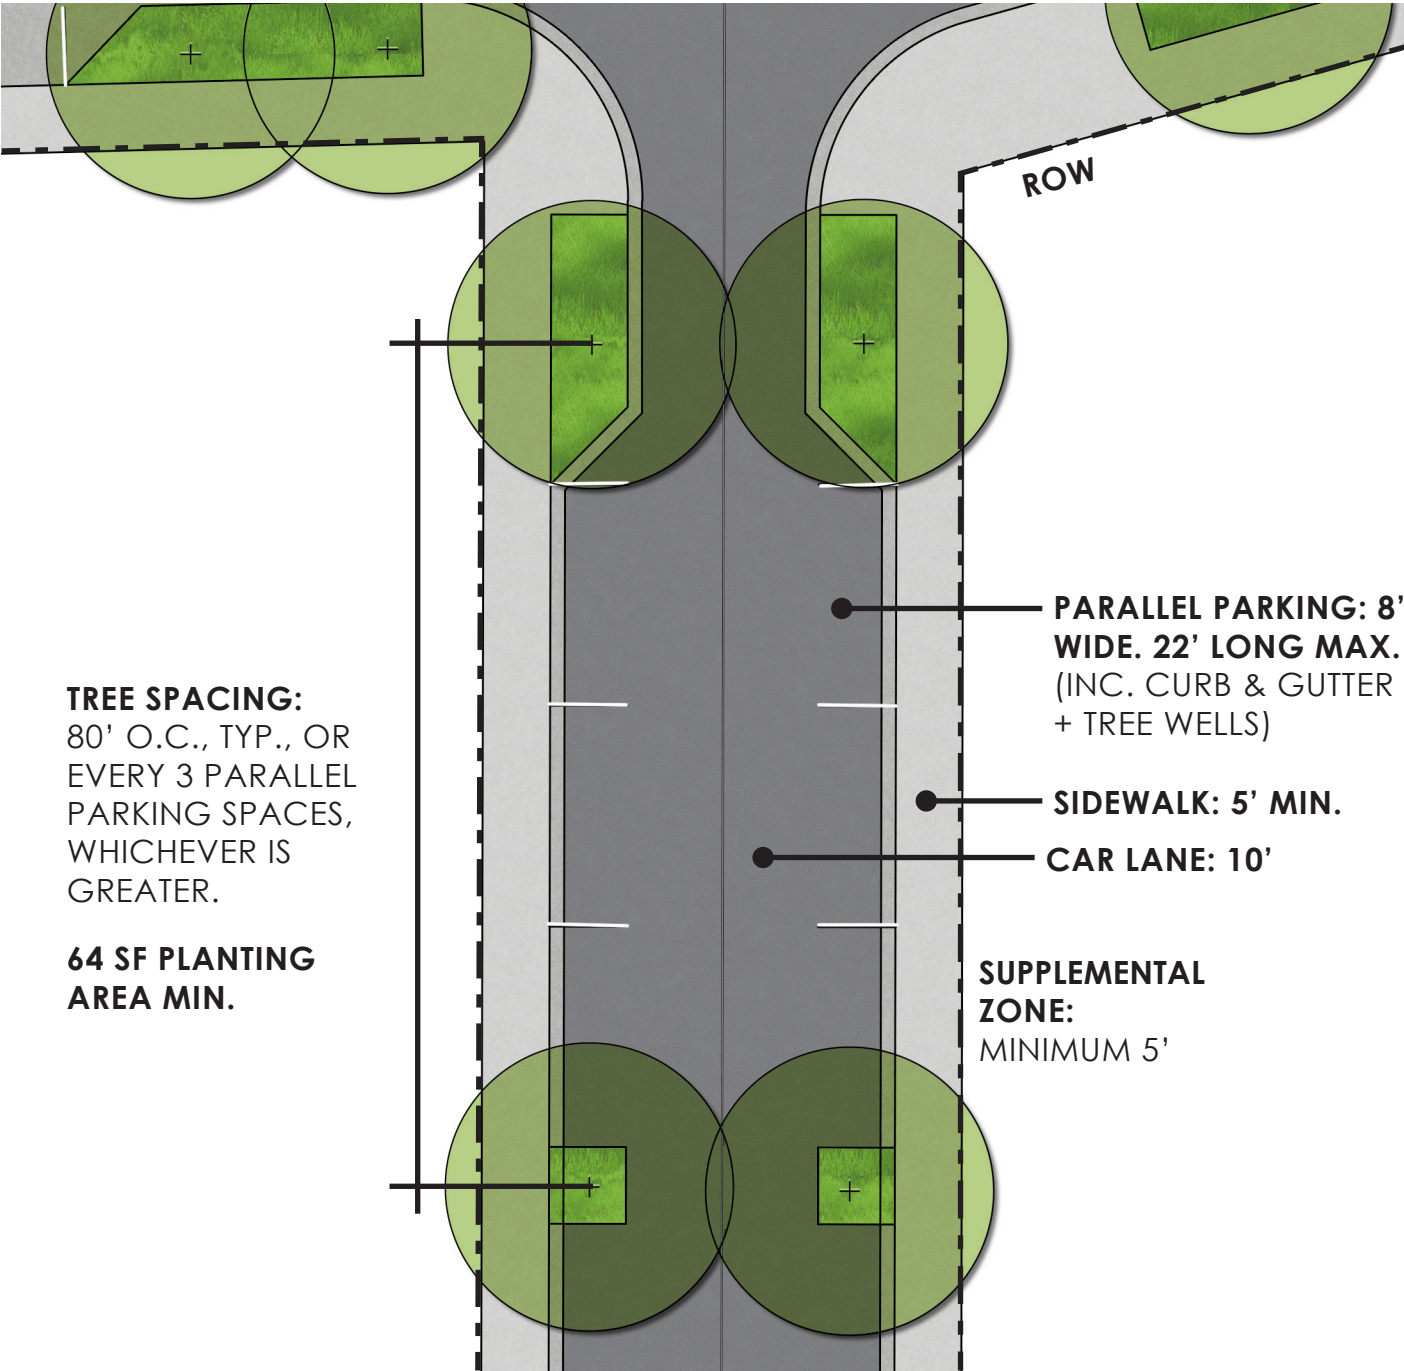 ROW
PARALLEL PARKING: 8’
WIDE. 22’ LONG MAX.
(INC. CURB & GUTTER
+ TREE WELLS)
TREE SPACING:
80’ O.C., TYP., OR
EVERY 3 PARALLEL
PARKING SPACES,
WHICHEVER IS
GREATER.
64 SF PLANTING
AREA MIN.
SIDEWALK: 5’ MIN.
CAR LANE: 10’
SUPPLEMENTAL
ZONE:
MINIMUM 5’